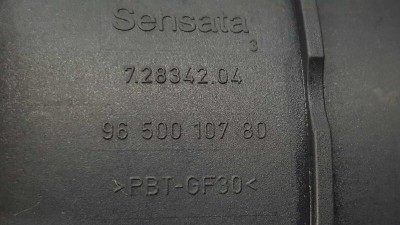 Sensata
3
7.28342.04
96 500 107 80
>PBT-GF30<